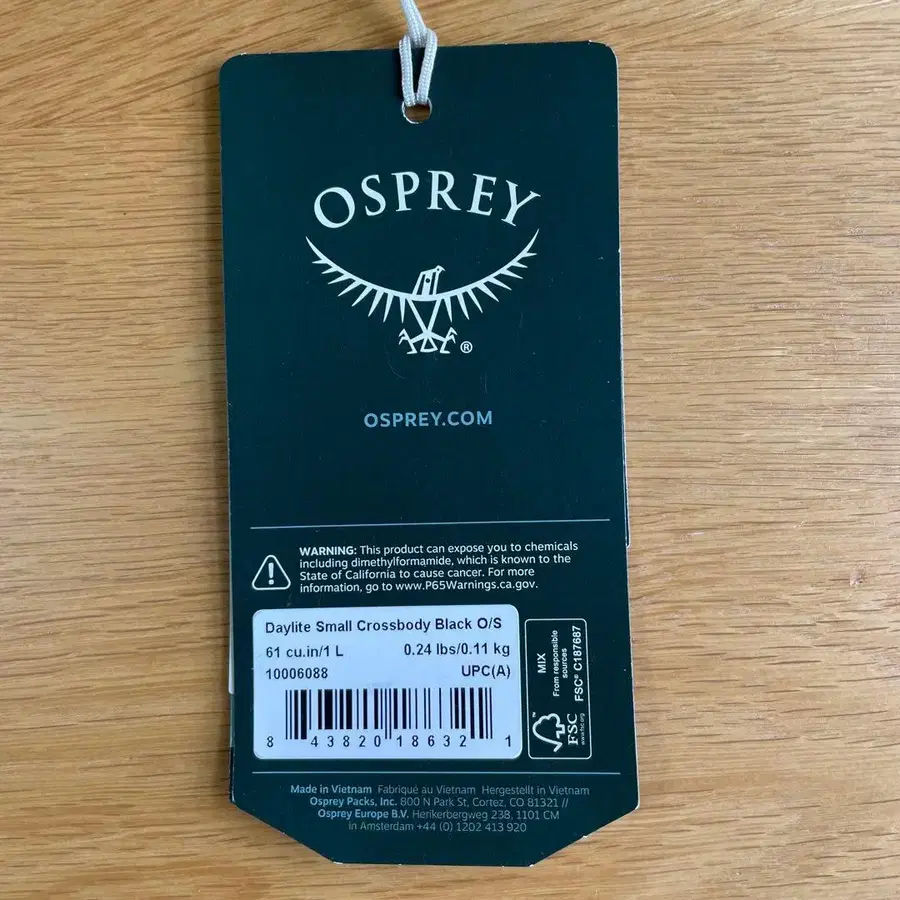 OSPREY
®
OSPREY.COM
WARNING: This product can expose you to chemicals
including dimethylformamide, which is known to the
State of California to cause cancer. For more
information, go to www.P65Warnings.ca.gov.
Daylite Small Crossbody Black O/S
61 cu.in/1 L 0.24 lbs/0.11 kg
10006088 UPC(A)
8 43820 18632 1
MIX
From responsible
sources
FSC® C187687
™
FSC
www.fsc.org
Made in Vietnam Fabriqué au Vietnam Hergestellt in Vietnam
Osprey Packs, Inc. 800 N Park St, Cortez, CO 81321 //
Osprey Europe B.V. Herikerbergweg 238, 1101 CM
in Amsterdam +44 (0) 1202 413 920